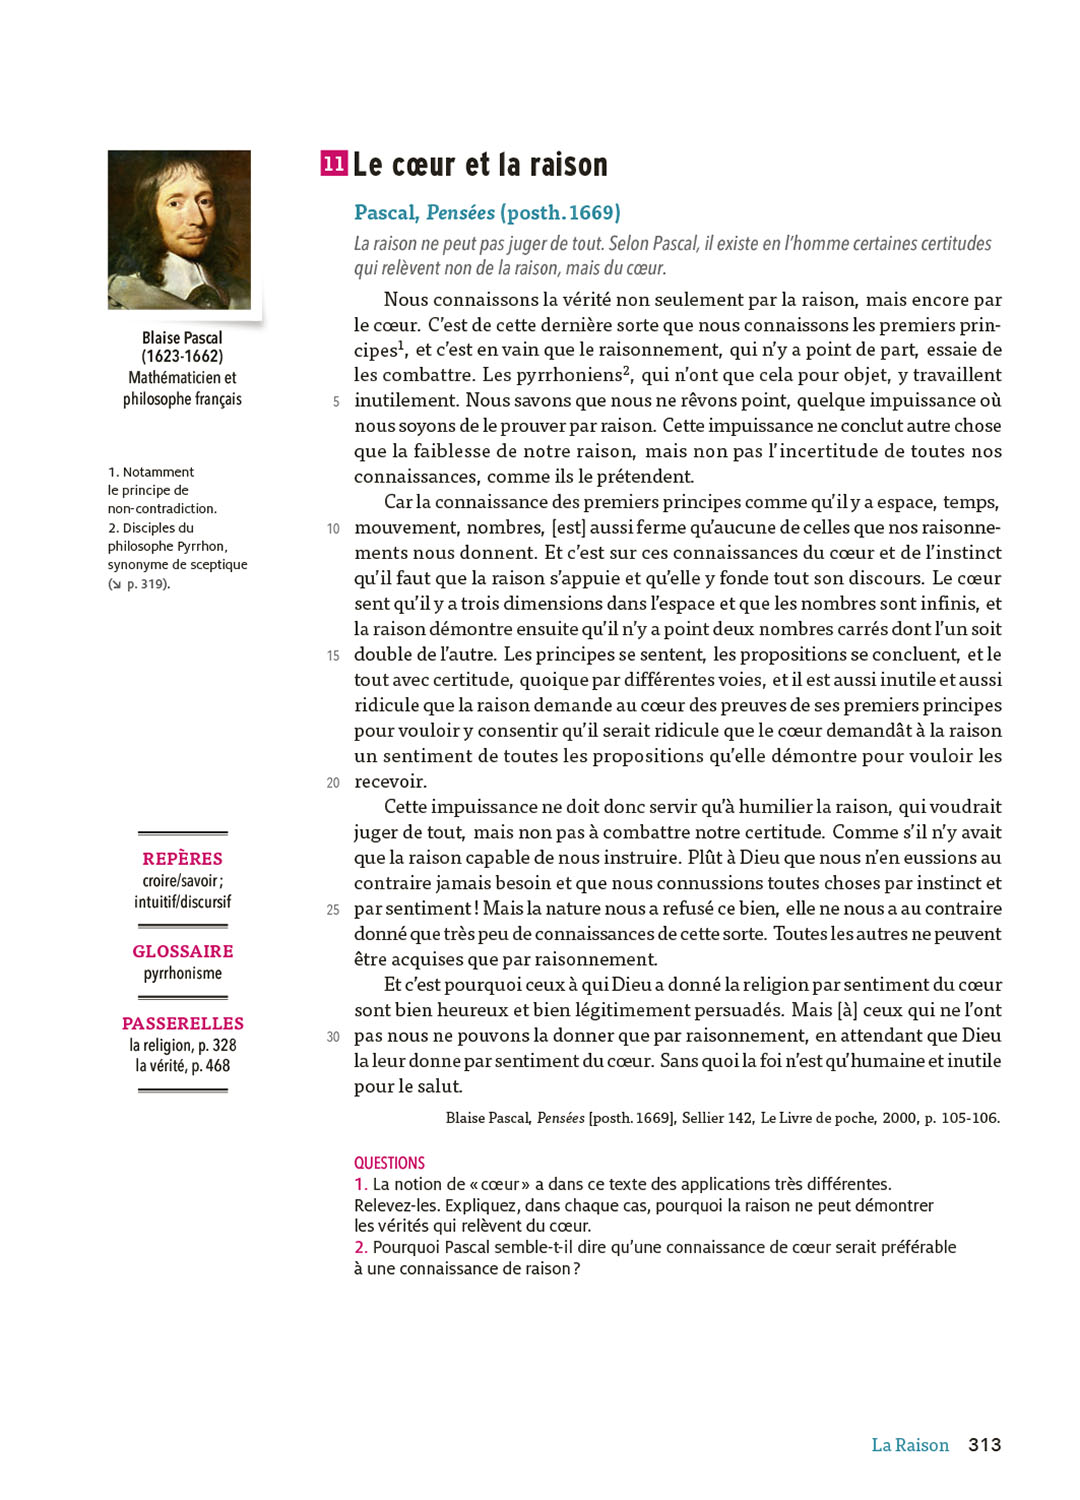 11 Le cœur et la raison
Pascal, Pensées (posth. 1669)
La raison ne peut pas juger de tout. Selon Pascal, il existe en l’homme certaines certitudes
qui relèvent non de la raison, mais du cœur.
Nous connaissons la vérité non seulement par la raison, mais encore par
le cœur. C’est de cette dernière sorte que nous connaissons les premiers prin-
cipes1, et c’est en vain que le raisonnement, qui n’y a point de part, essaie de
les combattre. Les pyrrhoniens2, qui n’ont que cela pour objet, y travaillent
5 inutilement. Nous savons que nous ne rêvons point, quelque impuissance où
nous soyons de le prouver par raison. Cette impuissance ne conclut autre chose
que la faiblesse de notre raison, mais non pas l’incertitude de toutes nos
connaissances, comme ils le prétendent.
Car la connaissance des premiers principes comme qu’il y a espace, temps,
10 mouvement, nombres, [est] aussi ferme qu’aucune de celles que nos raisonne-
ments nous donnent. Et c’est sur ces connaissances du cœur et de l’instinct
qu’il faut que la raison s’appuie et qu’elle y fonde tout son discours. Le cœur
sent qu’il y a trois dimensions dans l’espace et que les nombres sont infinis, et
la raison démontre ensuite qu’il n’y a point deux nombres carrés dont l’un soit
15 double de l’autre. Les principes se sentent, les propositions se concluent, et le
tout avec certitude, quoique par différentes voies, et il est aussi inutile et aussi
ridicule que la raison demande au cœur des preuves de ses premiers principes
pour vouloir y consentir qu’il serait ridicule que le cœur demandât à la raison
un sentiment de toutes les propositions qu’elle démontre pour vouloir les
20 recevoir.
Cette impuissance ne doit donc servir qu’à humilier la raison, qui voudrait
juger de tout, mais non pas à combattre notre certitude. Comme s’il n’y avait
que la raison capable de nous instruire. Plût à Dieu que nous n’en eussions au
contraire jamais besoin et que nous connussions toutes choses par instinct et
25 par sentiment ! Mais la nature nous a refusé ce bien, elle ne nous a au contraire
donné que très peu de connaissances de cette sorte. Toutes les autres ne peuvent
être acquises que par raisonnement.
Et c’est pourquoi ceux à qui Dieu a donné la religion par sentiment du cœur
sont bien heureux et bien légitimement persuadés. Mais [à] ceux qui ne l’ont
30 pas nous ne pouvons la donner que par raisonnement, en attendant que Dieu
la leur donne par sentiment du cœur. Sans quoi la foi n’est qu’humaine et inutile
pour le salut.
Blaise Pascal, Pensées [posth. 1669], Sellier 142, Le Livre de poche, 2000, p. 105-106.
QUESTIONS
1. La notion de « cœur » a dans ce texte des applications très différentes.
Relevez-les. Expliquez, dans chaque cas, pourquoi la raison ne peut démontrer
les vérités qui relèvent du cœur.
2. Pourquoi Pascal semble-t-il dire qu’une connaissance de cœur serait préférable
à une connaissance de raison ?
Blaise Pascal
(1623-1662)
Mathématicien et
philosophe français
1. Notamment
le principe de
non-contradiction.
2. Disciples du
philosophe Pyrrhon,
synonyme de sceptique
(↘ p. 319).
REPÈRES
croire/savoir ;
intuitif/discursif
GLOSSAIRE
pyrrhonisme
PASSERELLES
la religion, p. 328
la vérité, p. 468
La Raison 313